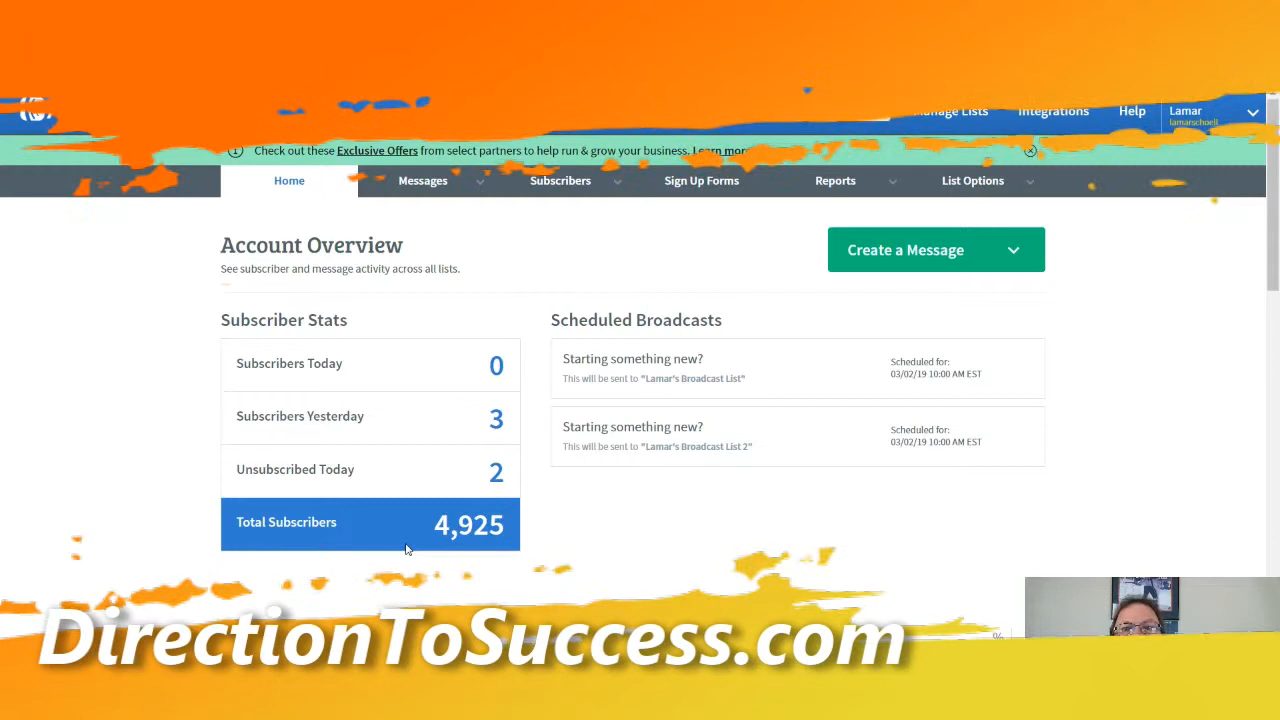 Manage Lists Integrations Help Lamar
lamarschoell
Check out these Exclusive Offers from select partners to help run & grow your business. Learn more
Home Messages Subscribers Sign Up Forms Reports List Options
Account Overview
See subscriber and message activity across all lists.
Create a Message
Subscriber Stats
Subscribers Today 0
Subscribers Yesterday 3
Unsubscribed Today 2
Total Subscribers 4,925
Scheduled Broadcasts
Starting something new?
This will be sent to "Lamar's Broadcast List"
Scheduled for:
03/02/19 10:00 AM EST
Starting something new?
This will be sent to "Lamar's Broadcast List 2"
Scheduled for:
03/02/19 10:00 AM EST
%
DirectionToSuccess.com